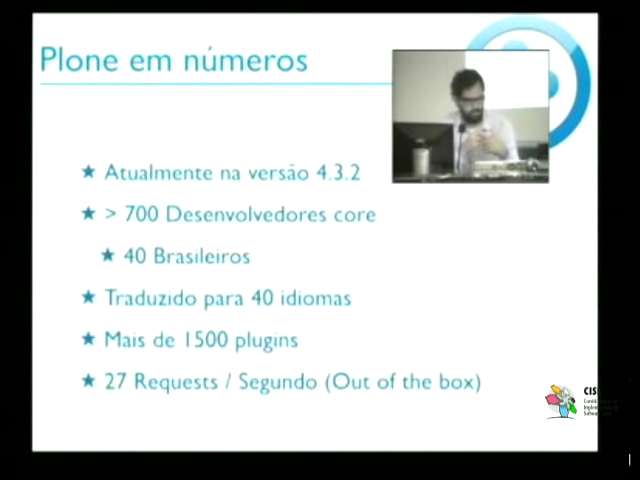 Plone em números
★ Atualmente na versão 4.3.2
★ > 700 Desenvolvedores core
★ 40 Brasileiros
★ Traduzido para 40 idiomas
★ Mais de 1500 plugins
★ 27 Requests / Segundo (Out of the box)
CIS